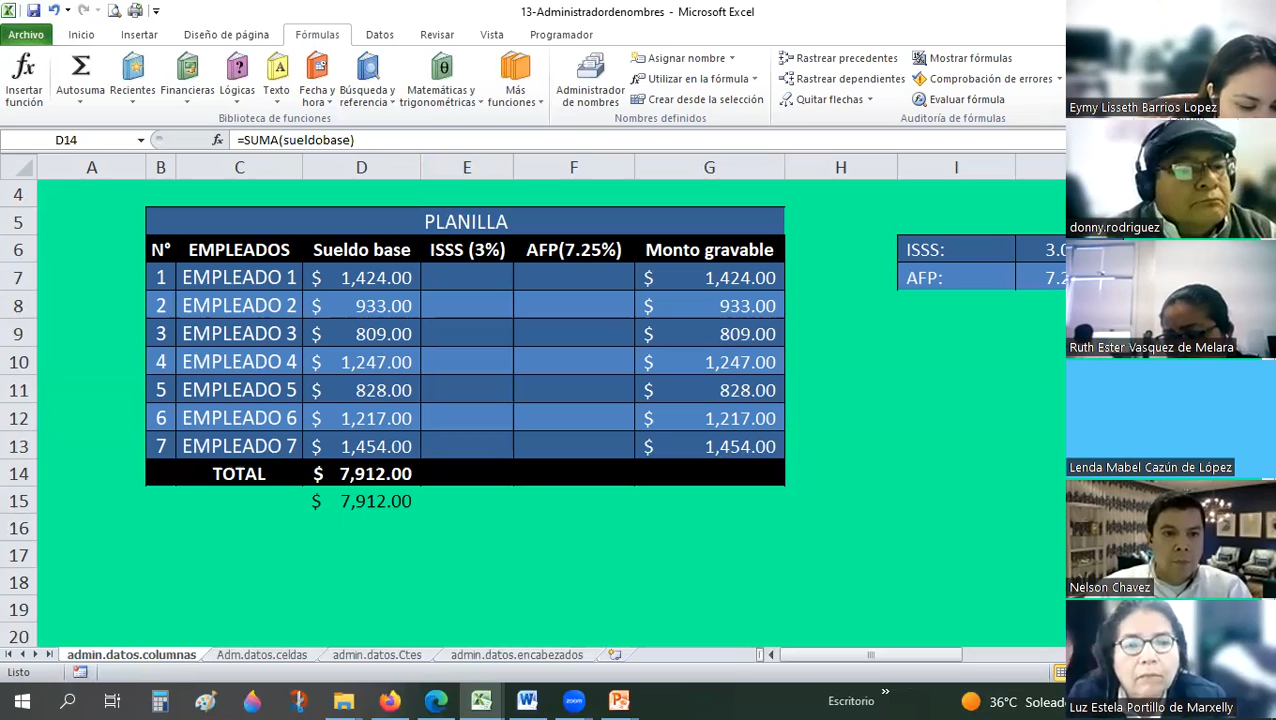 13-Administradordenombres - Microsoft Excel
Archivo Inicio Insertar Diseño de página Fórmulas Datos Revisar Vista Programador
Insertar función Autosuma Recientes Financieras Lógicas Texto Fecha y hora Búsqueda y referencia Matemáticas y trigonométricas Más funciones Administrador de nombres
Asignar nombre Rastrear precedentes Mostrar fórmulas
Utilizar en la fórmula Rastrear dependientes Comprobación de errores
Crear desde la selección Quitar flechas Evaluar fórmula
Biblioteca de funciones Nombres definidos Auditoría de fórmulas
D14 fx =SUMA(sueldobase)
A B C D E F G H I
4
5 PLANILLA
6 N° EMPLEADOS Sueldo base ISSS (3%) AFP(7.25%) Monto gravable ISSS: 3.0
7 1 EMPLEADO 1 $ 1,424.00 $ 1,424.00 AFP: 7.2
8 2 EMPLEADO 2 $ 933.00 $ 933.00
9 3 EMPLEADO 3 $ 809.00 $ 809.00
10 4 EMPLEADO 4 $ 1,247.00 $ 1,247.00
11 5 EMPLEADO 5 $ 828.00 $ 828.00
12 6 EMPLEADO 6 $ 1,217.00 $ 1,217.00
13 7 EMPLEADO 7 $ 1,454.00 $ 1,454.00
14 TOTAL $ 7,912.00
15 $ 7,912.00
16
17
18
19
20
admin.datos.columnas Adm.datos.celdas admin.datos.Ctes admin.datos.encabezados
Listo
Escritorio » 36°C Soleado
Eymy Lisseth Barrios Lopez
donny.rodriguez
Ruth Ester Vasquez de Melara
Lenda Mabel Cazún de López
Nelson Chavez
Luz Estela Portillo de Marxelly